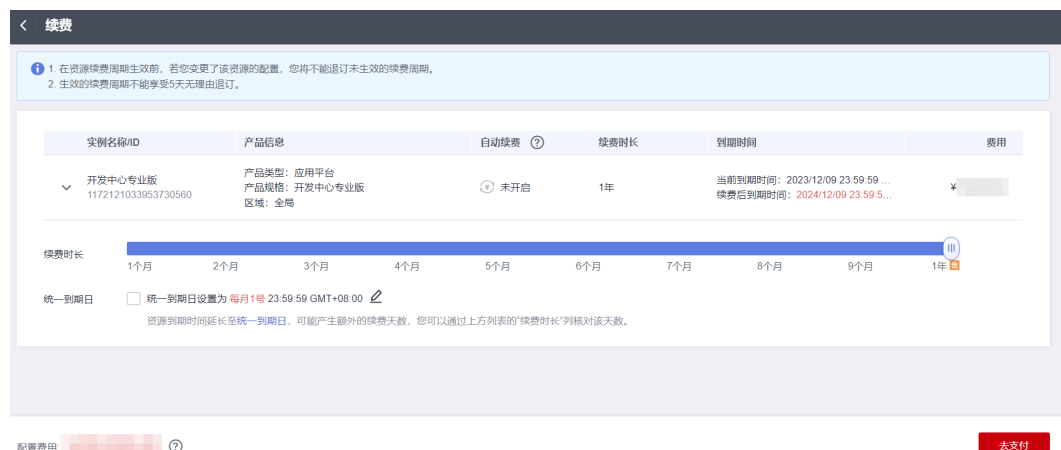 续费
1. 在资源续费周期生效前，若您变更了该资源的配置，您将不能退订未生效的续费周期。
2. 生效的续费周期不能享受5天无理由退订。
实例名称/ID 产品信息 自动续费 ? 续费时长 到期时间 费用
开发中心专业版
1172121033953730560
产品类型：应用平台
产品规格：开发中心专业版
区域：全局
未开启
1年
当前到期时间：2023/12/09 23:59:59 ...
续费后到期时间：2024/12/09 23:59:5...
¥
续费时长
1个月 2个月 3个月 4个月 5个月 6个月 7个月 8个月 9个月 1年
统一到期日 统一到期日设置为 每月1号 23:59:59 GMT+08:00
资源到期时间延长至统一到期日，可能产生额外的续费天数，您可以通过上方列表的“续费时长”列核对该天数。
配置费用: ?
去支付